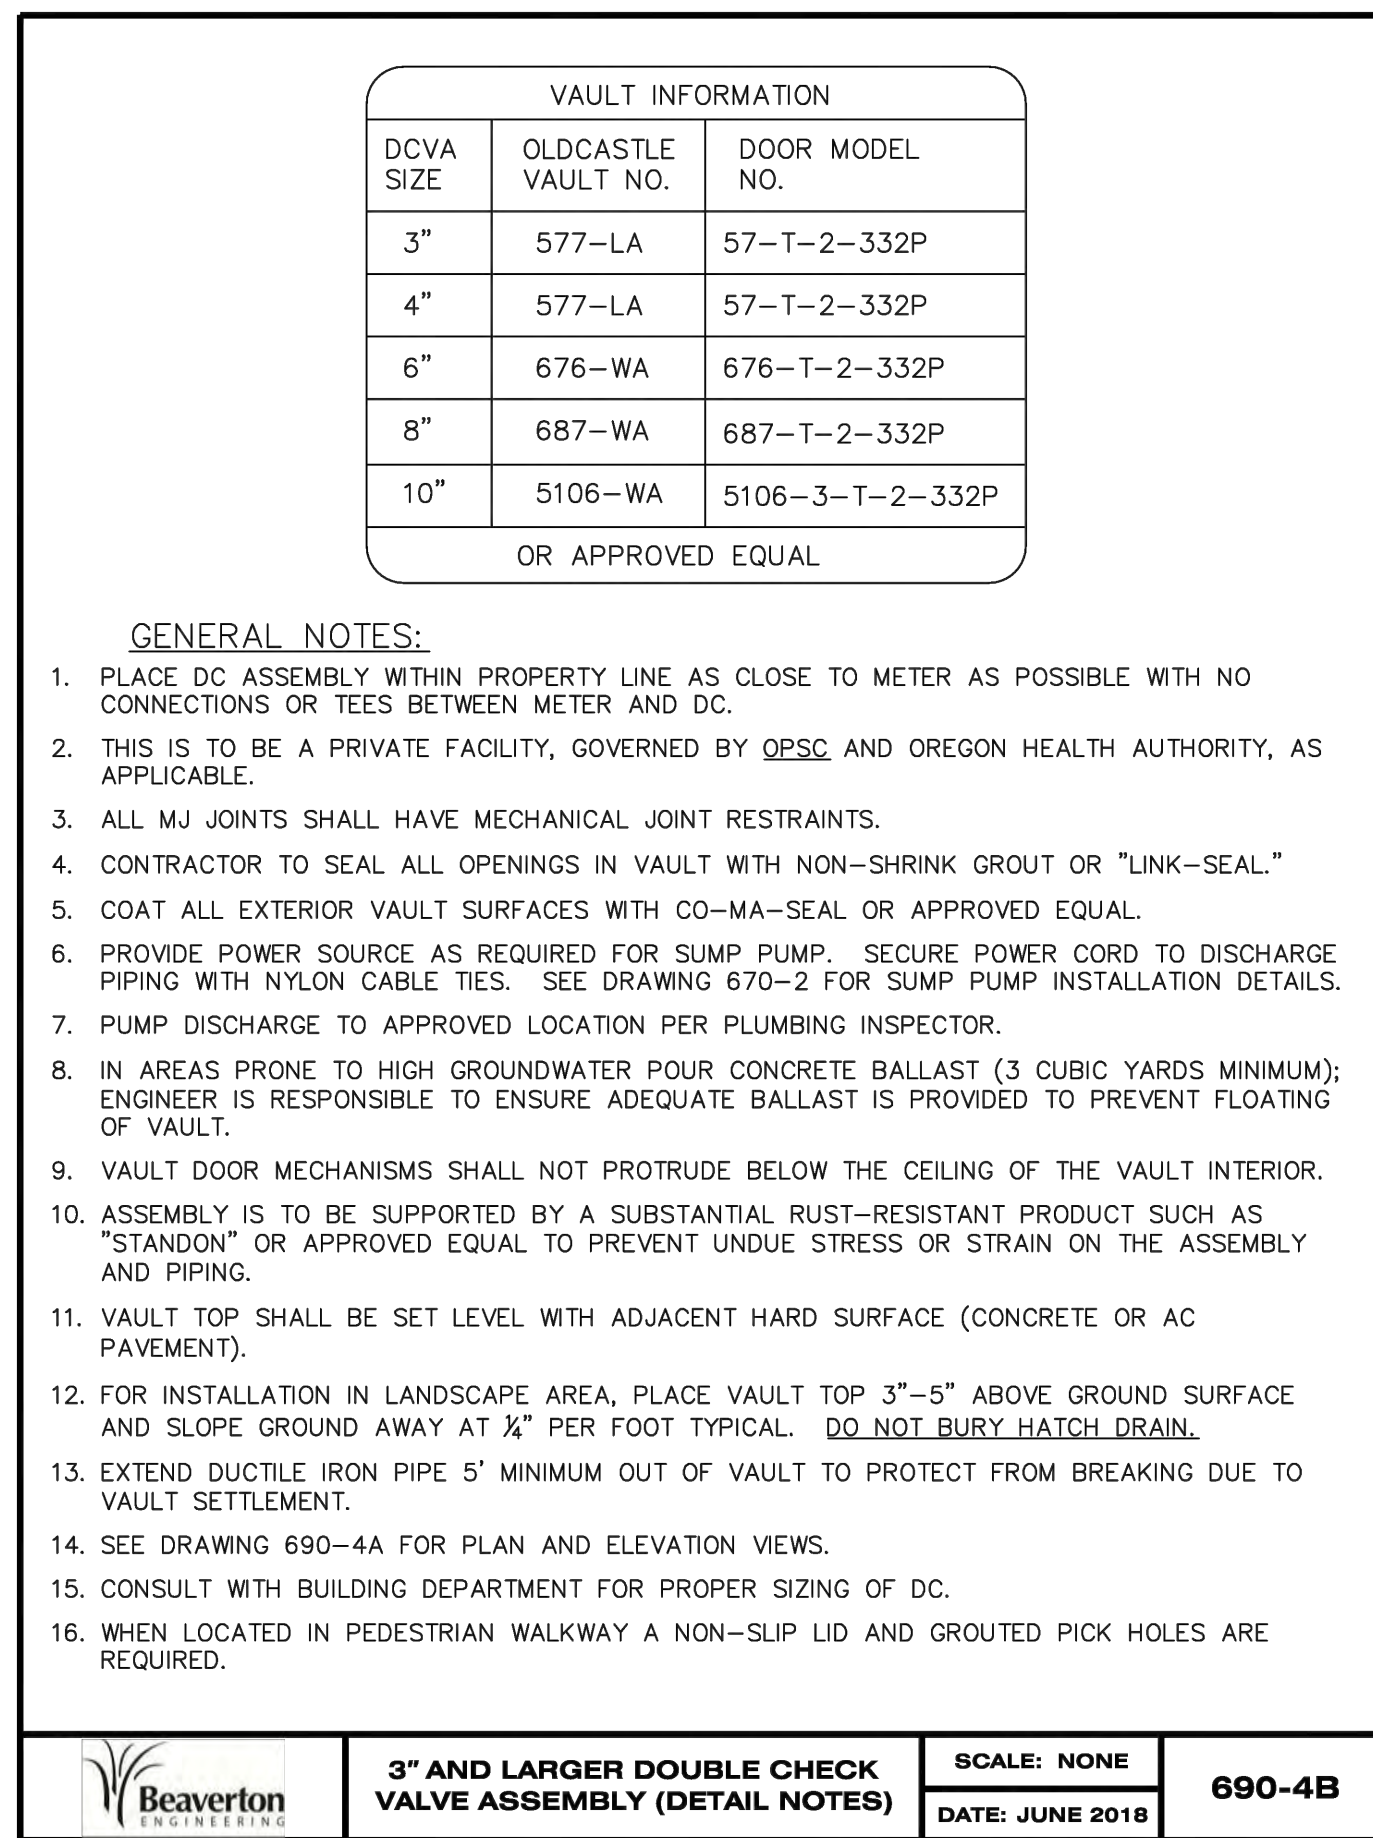 VAULT INFORMATION
DCVA SIZE OLDCASTLE VAULT NO. DOOR MODEL NO.
3" 577-LA 57-T-2-332P
4" 577-LA 57-T-2-332P
6" 676-WA 676-T-2-332P
8" 687-WA 687-T-2-332P
10" 5106-WA 5106-3-T-2-332P
OR APPROVED EQUAL
GENERAL NOTES:
1. PLACE DC ASSEMBLY WITHIN PROPERTY LINE AS CLOSE TO METER AS POSSIBLE WITH NO
CONNECTIONS OR TEES BETWEEN METER AND DC.
2. THIS IS TO BE A PRIVATE FACILITY, GOVERNED BY OPSC AND OREGON HEALTH AUTHORITY, AS
APPLICABLE.
3. ALL MJ JOINTS SHALL HAVE MECHANICAL JOINT RESTRAINTS.
4. CONTRACTOR TO SEAL ALL OPENINGS IN VAULT WITH NON-SHRINK GROUT OR "LINK-SEAL."
5. COAT ALL EXTERIOR VAULT SURFACES WITH CO-MA-SEAL OR APPROVED EQUAL.
6. PROVIDE POWER SOURCE AS REQUIRED FOR SUMP PUMP. SECURE POWER CORD TO DISCHARGE
PIPING WITH NYLON CABLE TIES. SEE DRAWING 670-2 FOR SUMP PUMP INSTALLATION DETAILS.
7. PUMP DISCHARGE TO APPROVED LOCATION PER PLUMBING INSPECTOR.
8. IN AREAS PRONE TO HIGH GROUNDWATER POUR CONCRETE BALLAST (3 CUBIC YARDS MINIMUM);
ENGINEER IS RESPONSIBLE TO ENSURE ADEQUATE BALLAST IS PROVIDED TO PREVENT FLOATING
OF VAULT.
9. VAULT DOOR MECHANISMS SHALL NOT PROTRUDE BELOW THE CEILING OF THE VAULT INTERIOR.
10. ASSEMBLY IS TO BE SUPPORTED BY A SUBSTANTIAL RUST-RESISTANT PRODUCT SUCH AS
"STANDON" OR APPROVED EQUAL TO PREVENT UNDUE STRESS OR STRAIN ON THE ASSEMBLY
AND PIPING.
11. VAULT TOP SHALL BE SET LEVEL WITH ADJACENT HARD SURFACE (CONCRETE OR AC
PAVEMENT).
12. FOR INSTALLATION IN LANDSCAPE AREA, PLACE VAULT TOP 3"-5" ABOVE GROUND SURFACE
AND SLOPE GROUND AWAY AT ¼" PER FOOT TYPICAL. DO NOT BURY HATCH DRAIN.
13. EXTEND DUCTILE IRON PIPE 5' MINIMUM OUT OF VAULT TO PROTECT FROM BREAKING DUE TO
VAULT SETTLEMENT.
14. SEE DRAWING 690-4A FOR PLAN AND ELEVATION VIEWS.
15. CONSULT WITH BUILDING DEPARTMENT FOR PROPER SIZING OF DC.
16. WHEN LOCATED IN PEDESTRIAN WALKWAY A NON-SLIP LID AND GROUTED PICK HOLES ARE
REQUIRED.
Beaverton
ENGINEERING
3" AND LARGER DOUBLE CHECK
VALVE ASSEMBLY (DETAIL NOTES)
SCALE: NONE
DATE: JUNE 2018
690-4B